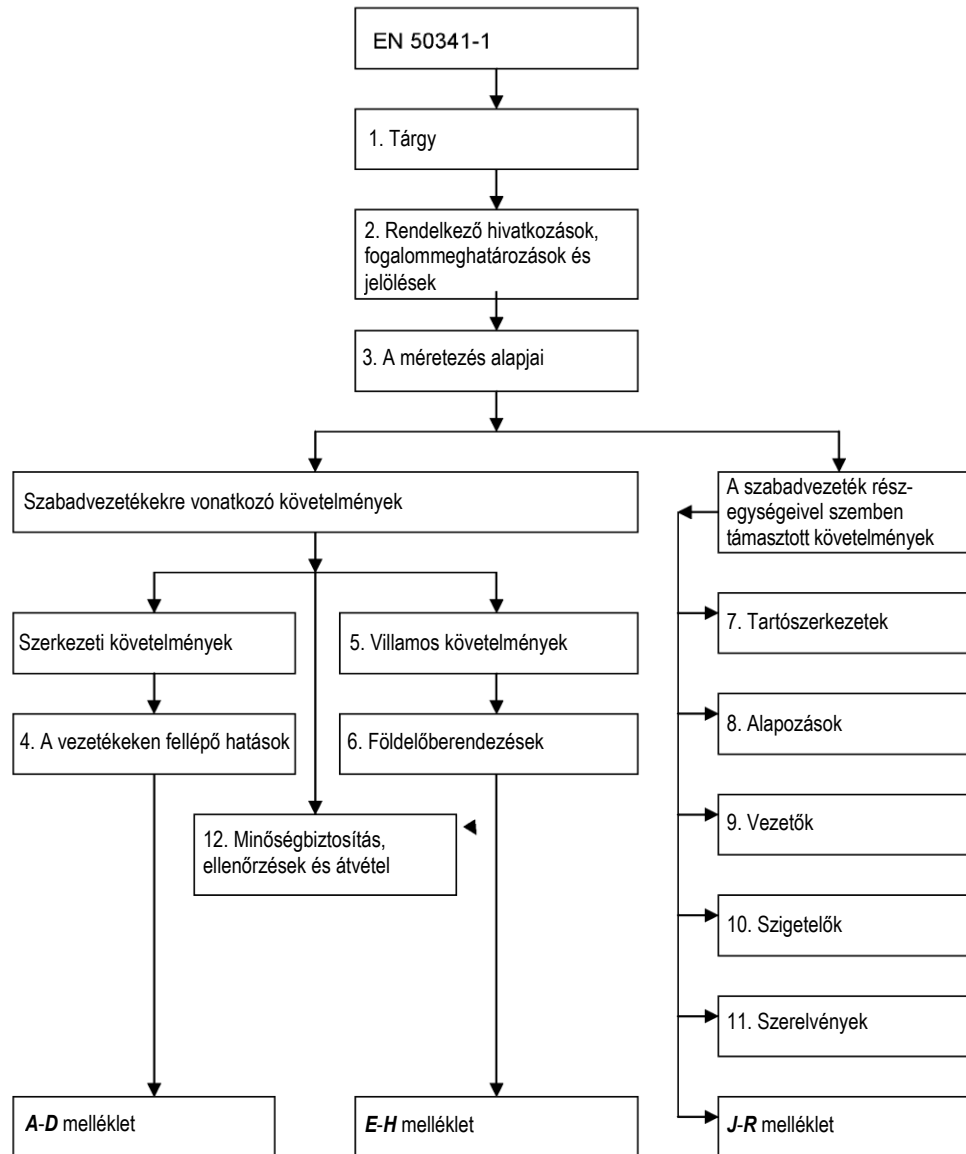 EN 50341-1
1. Tárgy
2. Rendelkező hivatkozások,
fogalommeghatározások és
jelölések
3. A méretezés alapjai
Szabadvezetékekre vonatkozó követelmények
A szabadvezeték rész-
egységeivel szemben
támasztott követelmények
Szerkezeti követelmények
5. Villamos követelmények
7. Tartószerkezetek
4. A vezetékeken fellépő hatások
6. Földelőberendezések
8. Alapozások
12. Minőségbiztosítás,
ellenőrzések és átvétel
9. Vezetők
10. Szigetelők
11. Szerelvények
A-D melléklet
E-H melléklet
J-R melléklet